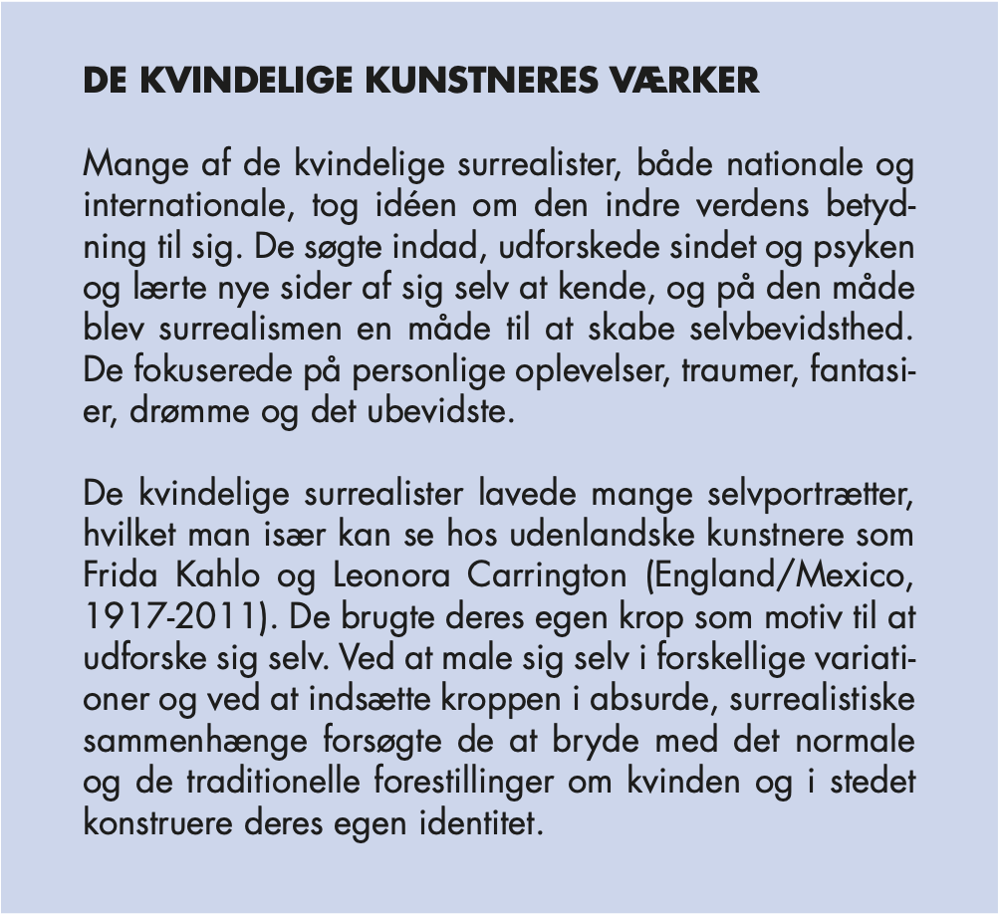 DE KVINDELIGE KUNSTNERES VÆRKER
Mange af de kvindelige surrealister, både nationale og
internationale, tog idéen om den indre verdens betyd-
ning til sig. De søgte indad, udforskede sindet og psyken
og lærte nye sider af sig selv at kende, og på den måde
blev surrealismen en måde til at skabe selvbevidsthed.
De fokuserede på personlige oplevelser, traumer, fantasi-
er, drømme og det ubevidste.
De kvindelige surrealister lavede mange selvportrætter,
hvilket man især kan se hos udenlandske kunstnere som
Frida Kahlo og Leonora Carrington (England/Mexico,
1917-2011). De brugte deres egen krop som motiv til at
udforske sig selv. Ved at male sig selv i forskellige variati-
oner og ved at indsætte kroppen i absurde, surrealistiske
sammenhænge forsøgte de at bryde med det normale
og de traditionelle forestillinger om kvinden og i stedet
konstruere deres egen identitet.